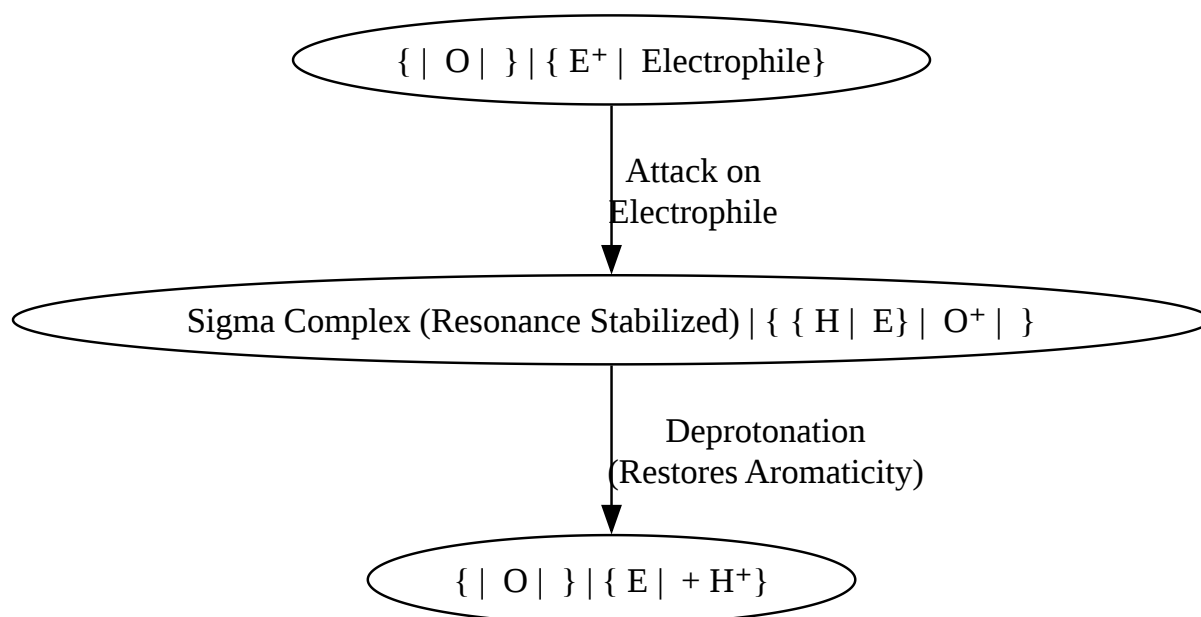 { |  O |  } | { E⁺ |  Electrophile}
Attack on
Electrophile
Sigma Complex (Resonance Stabilized) | { { H |  E} |  O⁺ |  }
Deprotonation
(Restores Aromaticity)
{ |  O |  } | { E |  + H⁺}